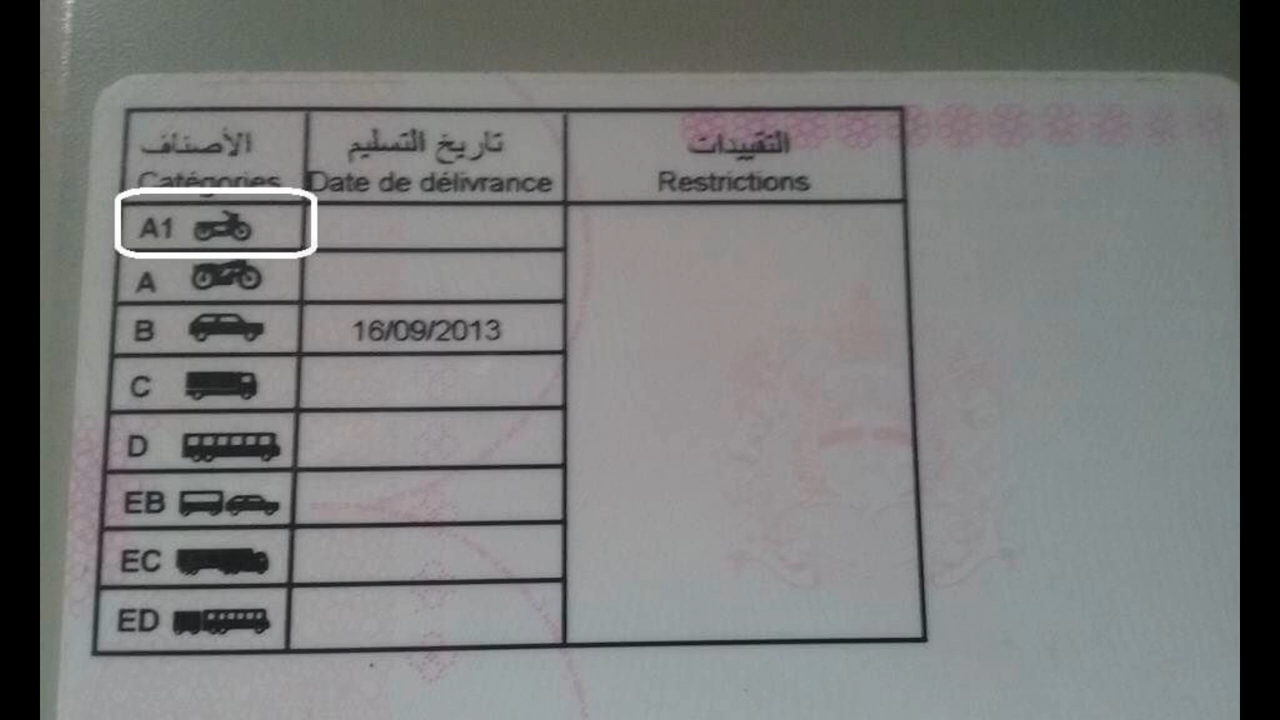 الأصناف تاريخ التسليم التقييدات
Catégories Date de délivrance Restrictions
A1
A
B 16/09/2013
C
D
EB
EC
ED